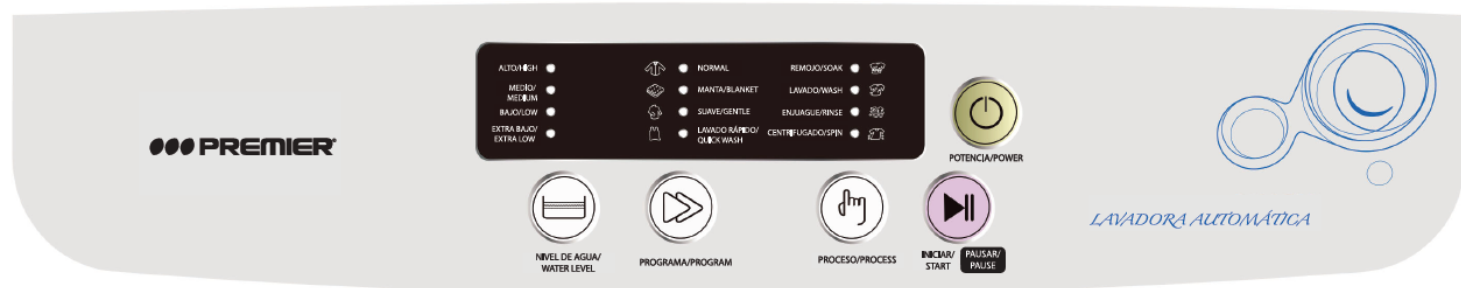 PREMIER
ALTO/HIGH
MEDIO/
MEDIUM
BAJO/LOW
EXTRA BAJO/
EXTRA LOW
NORMAL
MANTA/BLANKET
SUAVE/GENTLE
LAVADO RÁPIDO/
QUICK WASH
REMOJO/SOAK
LAVADO/WASH
ENJUAGUE/RINSE
CENTRIFUGADO/SPIN
POTENCIA/POWER
NIVEL DE AGUA/
WATER LEVEL
PROGRAMA/PROGRAM
PROCESO/PROCESS
INICIAR/
START
PAUSAR/
PAUSE
LAVADORA AUTOMÁTICA